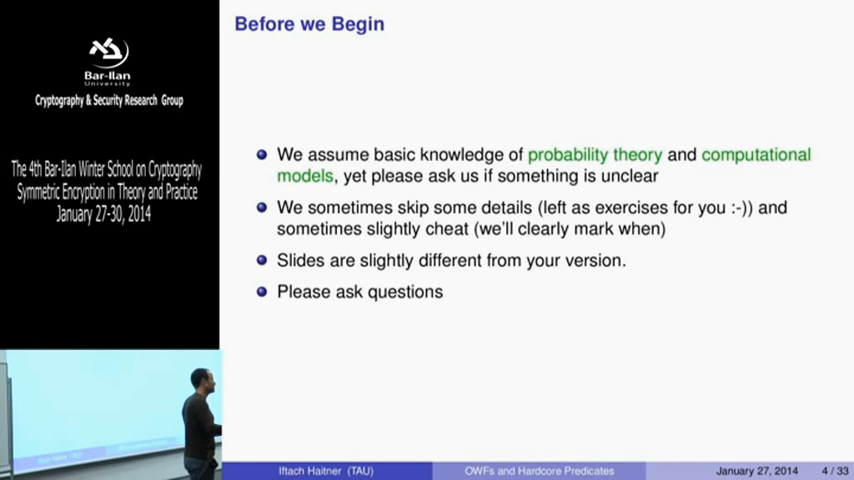 Before we Begin
Bar-Ilan
University
Cryptography & Security Research Group
The 4th Bar-Ilan Winter School on Cryptography
Symmetric Encryption in Theory and Practice
January 27-30, 2014
We assume basic knowledge of probability theory and computational
models, yet please ask us if something is unclear
We sometimes skip some details (left as exercises for you :-)) and
sometimes slightly cheat (we'll clearly mark when)
Slides are slightly different from your version.
Please ask questions
Iftach Haitner (TAU)
OWFs and Hardcore Predicates
January 27, 2014
4 / 33